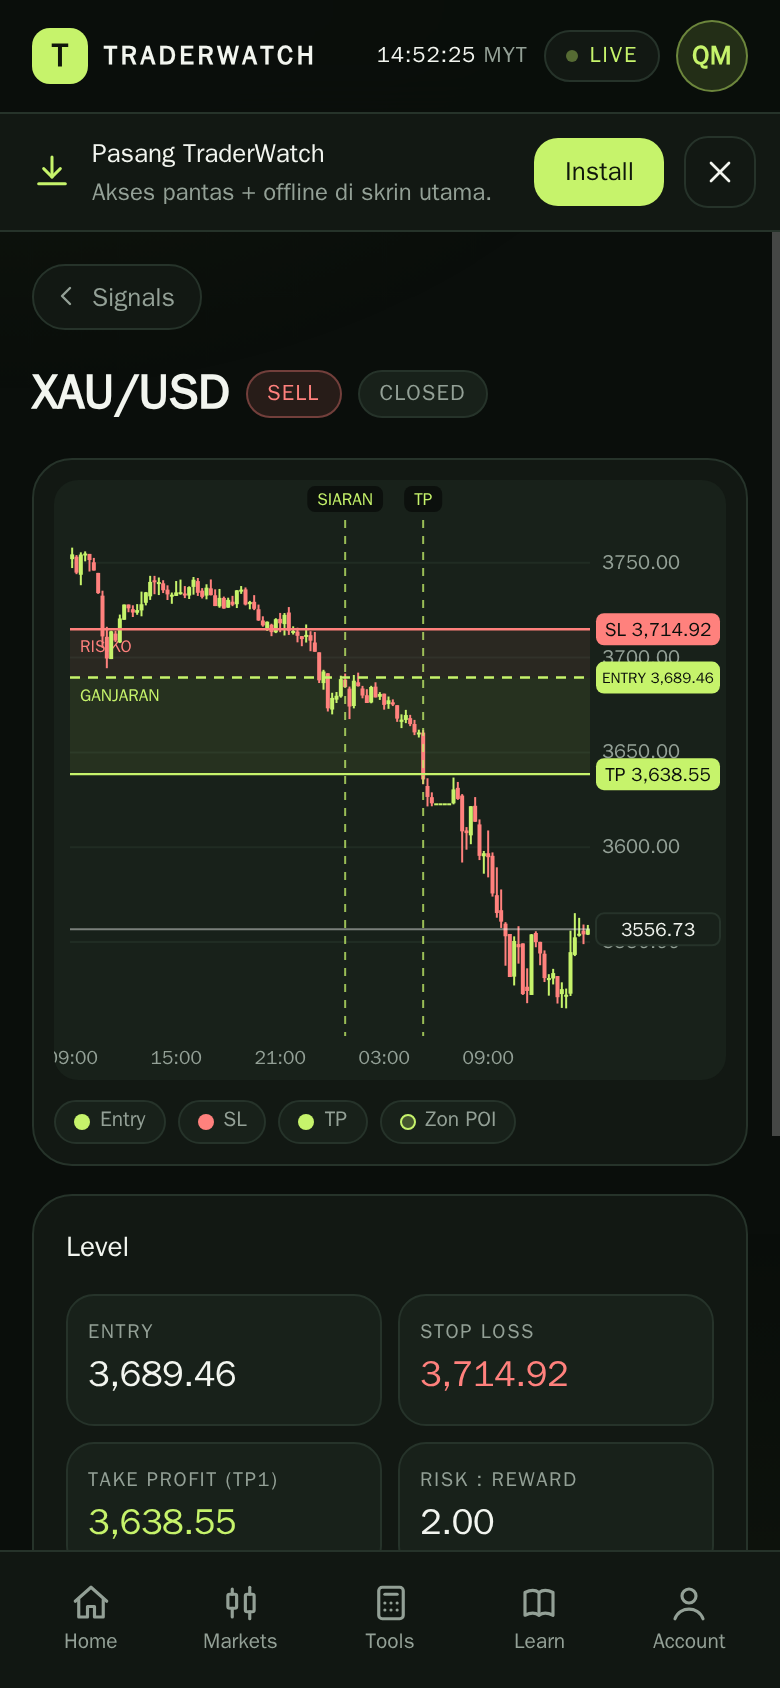 T TRADERWATCH 14:52:25 MYT LIVE QM
Pasang TraderWatch
Akses pantas + offline di skrin utama.
Install
Signals
XAU/USD SELL CLOSED
SIARAN TP
3750.00
SL 3,714.92
RISIKO
3700.00
ENTRY 3,689.46
GANJARAN
3650.00
TP 3,638.55
3600.00
3556.73
09:00 15:00 21:00 03:00 09:00
Entry SL TP Zon POI
Level
ENTRY
3,689.46
STOP LOSS
3,714.92
TAKE PROFIT (TP1)
3,638.55
RISK : REWARD
2.00
Home Markets Tools Learn Account